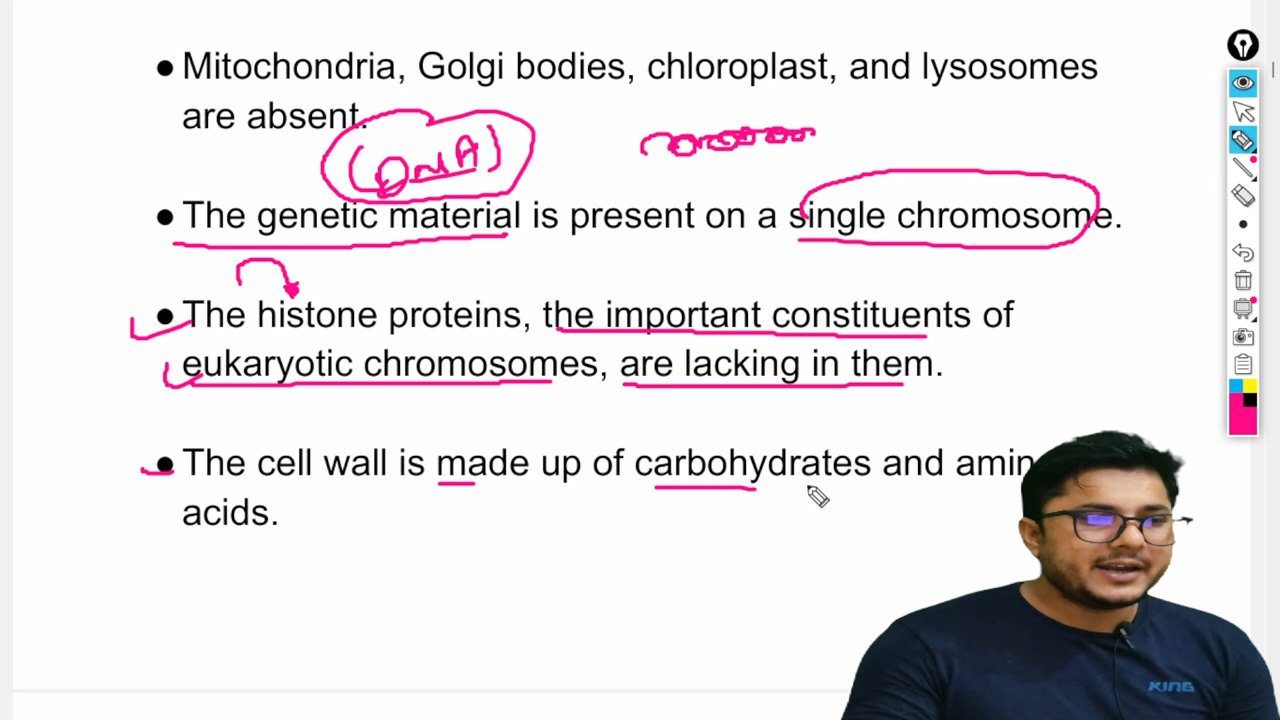 ● Mitochondria, Golgi bodies, chloroplast, and lysosomes
are absent.
(DNA)
● The genetic material is present on a single chromosome.
● The histone proteins, the important constituents of
eukaryotic chromosomes, are lacking in them.
● The cell wall is made up of carbohydrates and amin
acids.
KING